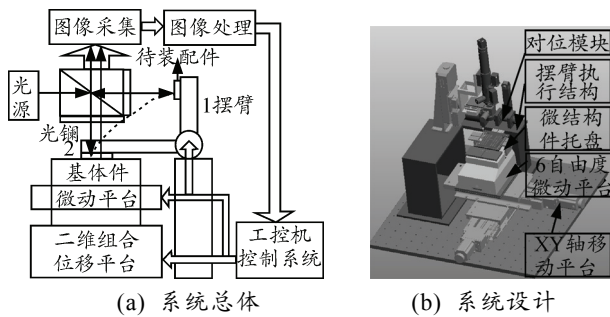 图像采集
图像处理
待装配件
光
源
1摆臂
光镧
2
基体件
微动平台
二维组合
位移平台
工控机
控制系统
(a) 系统总体
对位模块
摆臂执
行结构
微结构
件托盘
6自由度
微动平台
XY轴移
动平台
(b) 系统设计